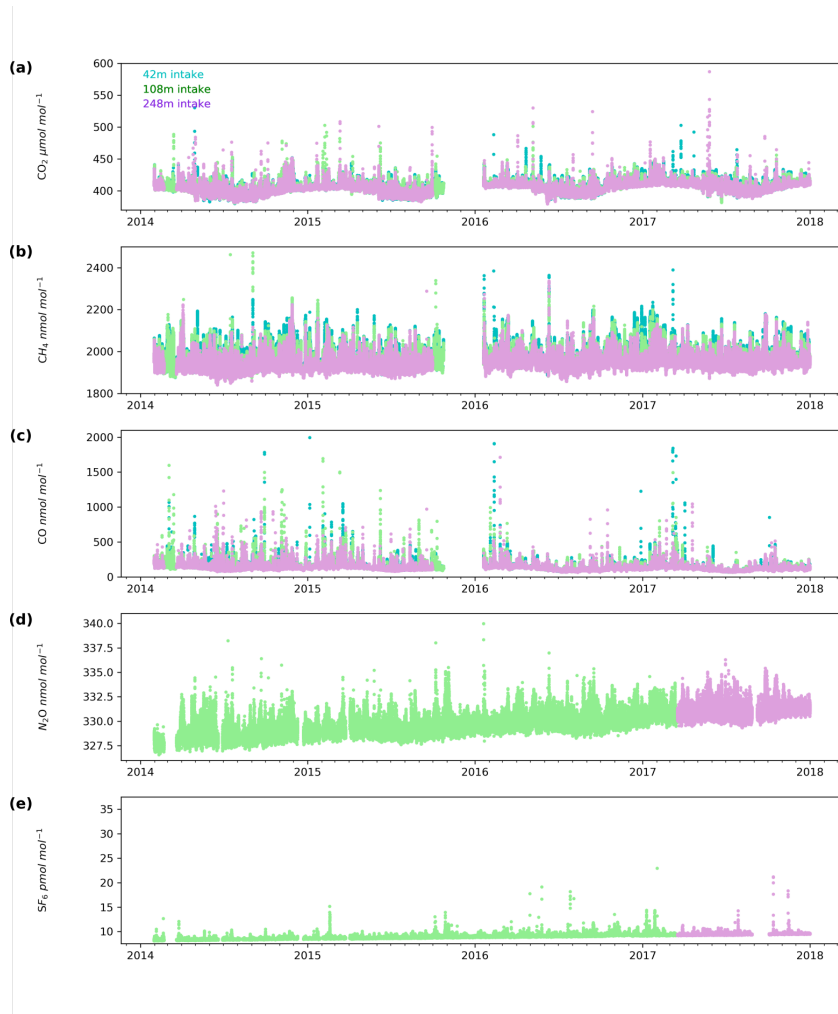 (a)
CO₂ μmol mol⁻¹
42m intake
108m intake
248m intake
600
550
500
450
400
2014 2015 2016 2017 2018
(b)
CH₄ nmol mol⁻¹
2400
2200
2000
1800
2014 2015 2016 2017 2018
(c)
CO nmol mol⁻¹
2000
1500
1000
500
0
2014 2015 2016 2017 2018
(d)
N₂O nmol mol⁻¹
340.0
337.5
335.0
332.5
330.0
327.5
2014 2015 2016 2017 2018
(e)
SF₆ pmol mol⁻¹
35
30
25
20
15
10
2014 2015 2016 2017 2018